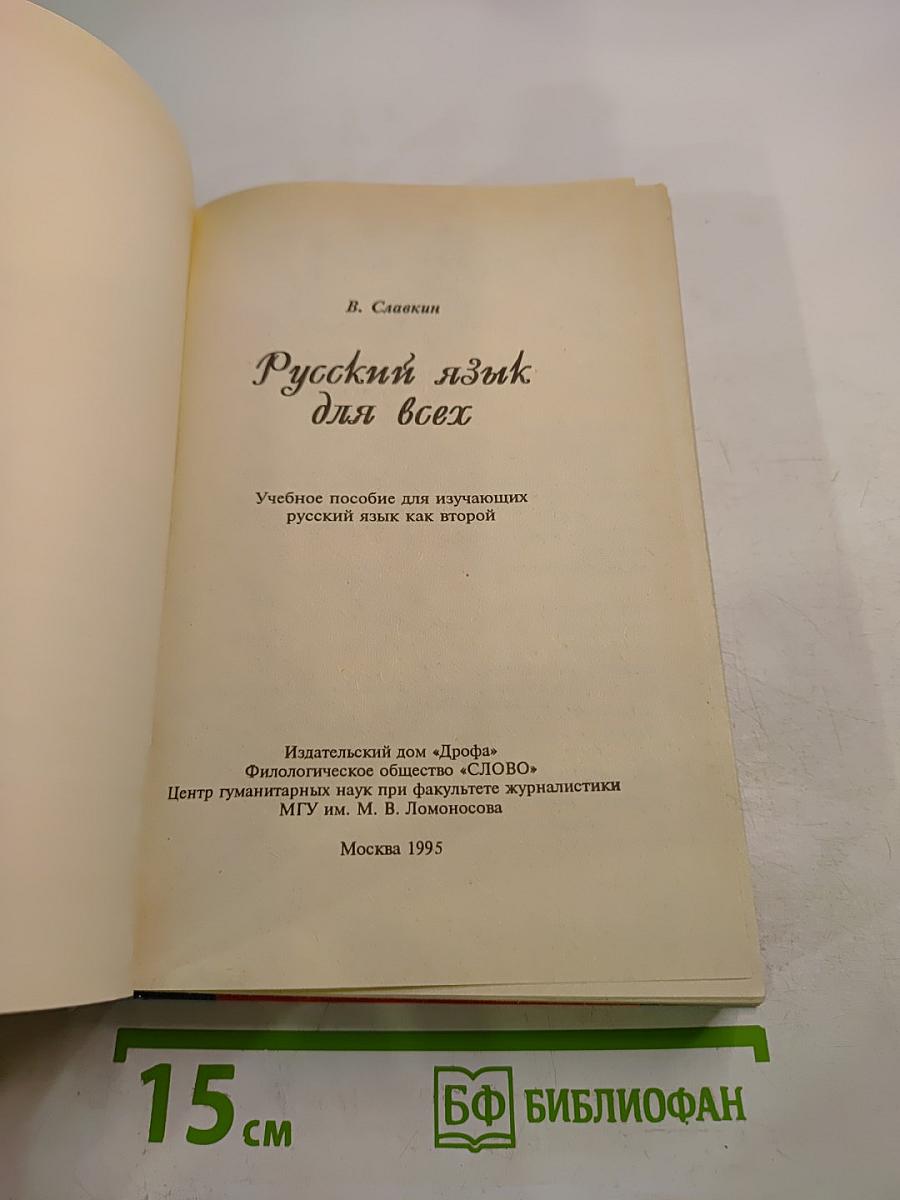 В. Славкин
Русский язык
для всех
Учебное пособие для изучающих
русский язык как второй
Издательский дом «Дрофа»
Филологическое общество «СЛОВО»
Центр гуманитарных наук при факультете журналистики
МГУ им. М. В. Ломоносова
Москва 1995
15 см
БФ БИБЛИОФАН